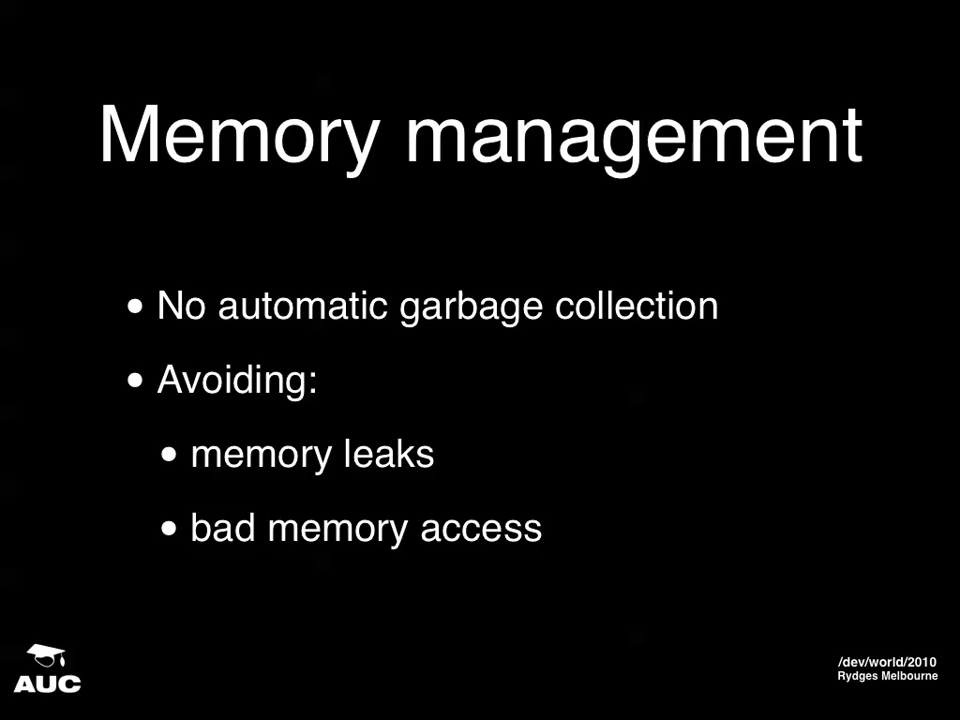 Memory management
• No automatic garbage collection
• Avoiding:
• memory leaks
• bad memory access
AUC
/dev/world/2010
Rydges Melbourne